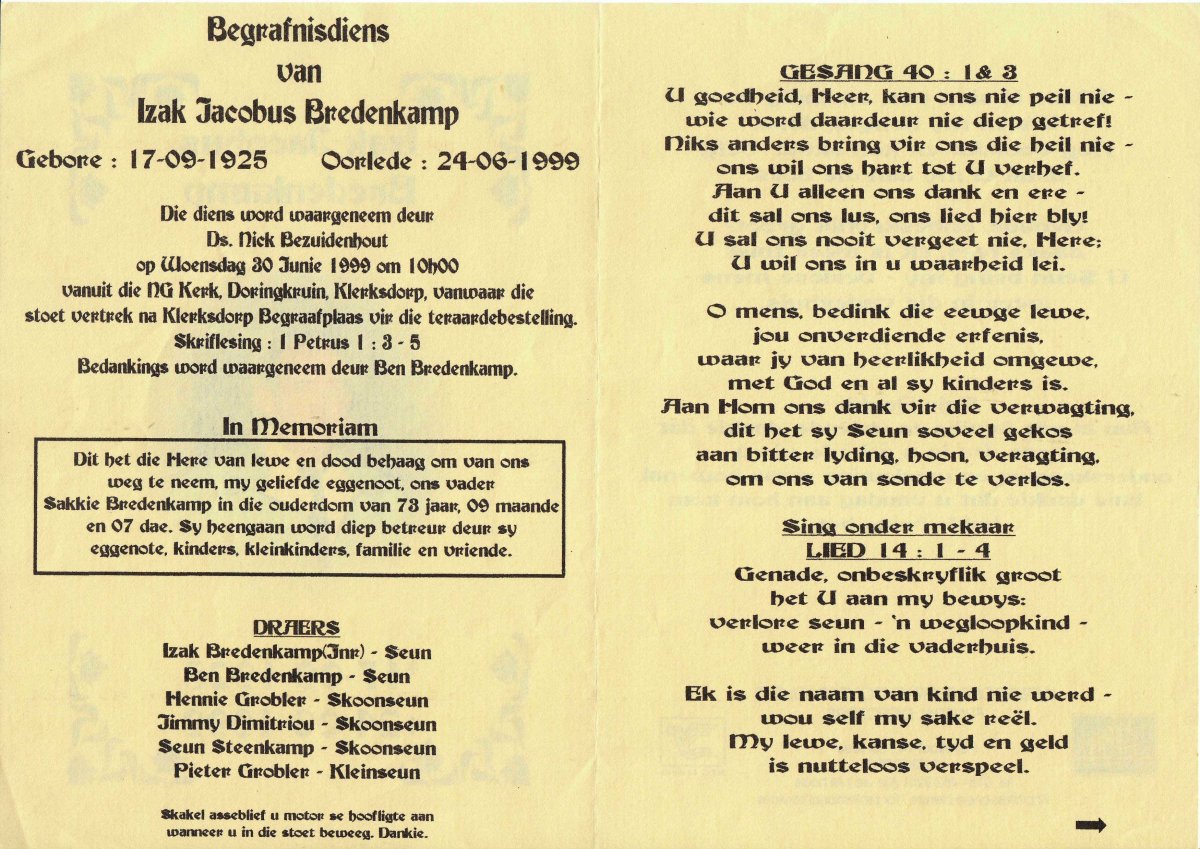 Begrafnisdiens
van
Izak Jacobus Bredenkamp
Gebore : 17-09-1925 Oorlede : 24-06-1999
Die diens word waargeneem deur
Ds. Nick Bezuidenhout
op Woensdag 30 Junie 1999 om 10h00
vanuit die NG Kerk, Doringkruin, Klerksdorp, vanwaar die
stoet vertrek na Klerksdorp Begraafplaas vir die teraardebestelling.
Skriflesing : 1 Petrus 1 : 3 - 5
Bedankings word waargeneem deur Ben Bredenkamp.
In Memoriam
Dit het die Here van lewe en dood behaag om van ons
weg te neem, my geliefde eggenoot, ons vader
Sakkie Bredenkamp in die ouderdom van 73 jaar, 09 maande
en 07 dae. Sy heengaan word diep betreur deur sy
eggenote, kinders, kleinkinders, familie en vriende.
DRAERS
Izak Bredenkamp(Jnr) - Seun
Ben Bredenkamp - Seun
Hennie Grobler - Skoonseun
Jimmy Dimitriou - Skoonseun
Seun Steenkamp - Skoonseun
Pieter Grobler - Kleinseun
Skakel asseblief u motor se hoofligte aan
wanneer u in die stoet beweeg. Dankie.
GESANG 40 : 1 & 3
U goedheid, Heer, kan ons nie peil nie -
wie word daardeur nie diep getref!
Niks anders bring vir ons die heil nie -
ons wil ons hart tot U verhef.
Aan U alleen ons dank en ere -
dit sal ons lus, ons lied hier bly!
U sal ons nooit vergeet nie, Here;
U wil ons in u waarheid lei.
O mens, bedink die eewge lewe,
jou onverdiende erfenis,
waar jy van heerlikheid omgewe,
met God en al sy kinders is.
Aan Hom ons dank vir die verwagting,
dit het sy Seun soveel gekos
aan bitter lyding, hoon, veragting,
om ons van sonde te verlos.
Sing onder mekaar
LIED 14 : 1 - 4
Genade, onbeskryflik groot
het U aan my bewys:
verlore seun - 'n wegloopkind -
weer in die vaderhuis.
Ek is die naam van kind nie werd -
wou self my sake reël.
My lewe, kanse, tyd en geld
is nutteloos verspeel.